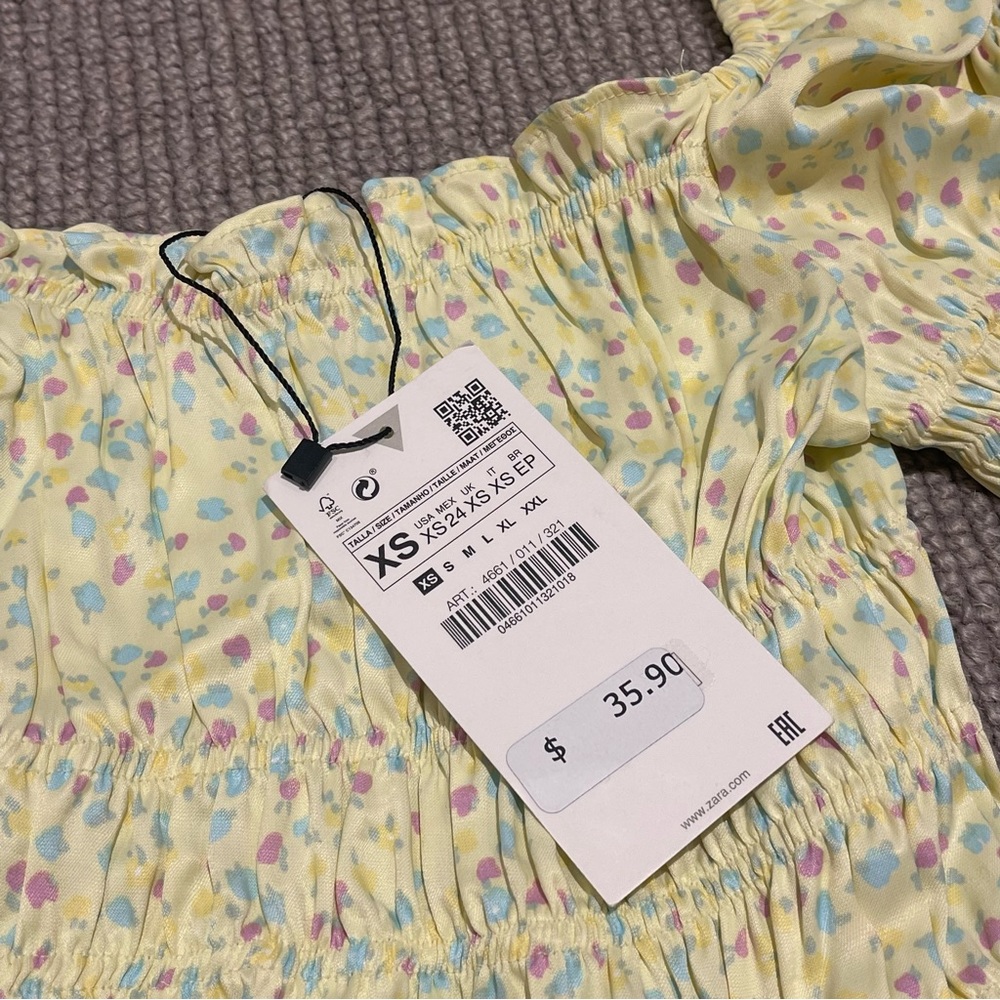 FSC
®
TALLA / SIZE / TAMANHO / TAILLE / MAAT / ΜΕΓΕΘΟΣ
USA MEX UK IT BR
XS XS 24 XS XS EP
XS S M L XL XXL
ART.: 4661 / 011 / 321
04661011321018
$ 35.90
EAC
www.zara.com